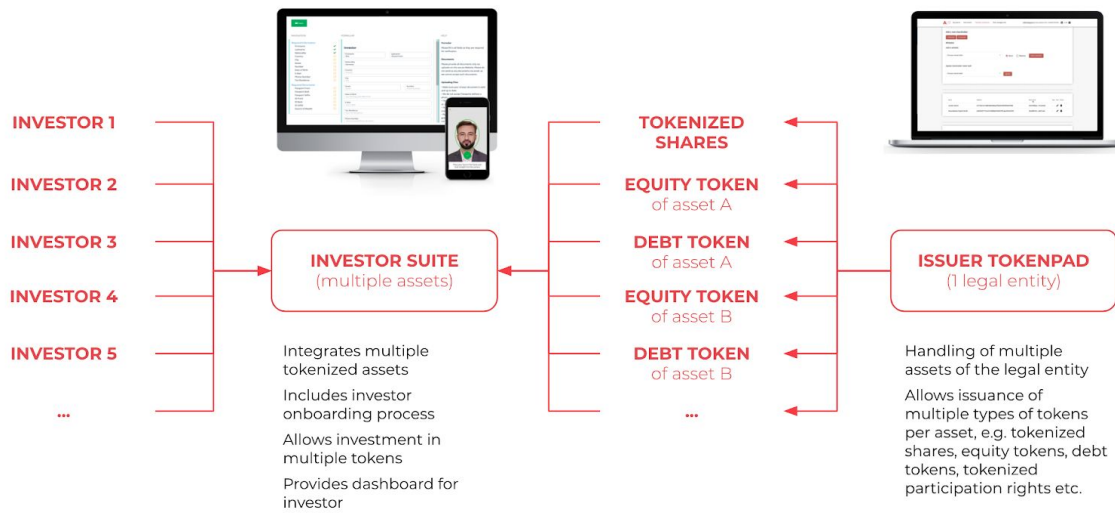 INVESTOR 1
INVESTOR 2
INVESTOR 3
INVESTOR 4
INVESTOR 5
...
INVESTOR SUITE
(multiple assets)
Integrates multiple
tokenized assets
Includes investor
onboarding process
Allows investment in
multiple tokens
Provides dashboard for
investor
TOKENIZED
SHARES
EQUITY TOKEN
of asset A
DEBT TOKEN
of asset A
EQUITY TOKEN
of asset B
DEBT TOKEN
of asset B
...
ISSUER TOKENPAD
(1 legal entity)
Handling of multiple
assets of the legal entity
Allows issuance of
multiple types of tokens
per asset, e.g. tokenized
shares, equity tokens, debt
tokens, tokenized
participation rights etc.